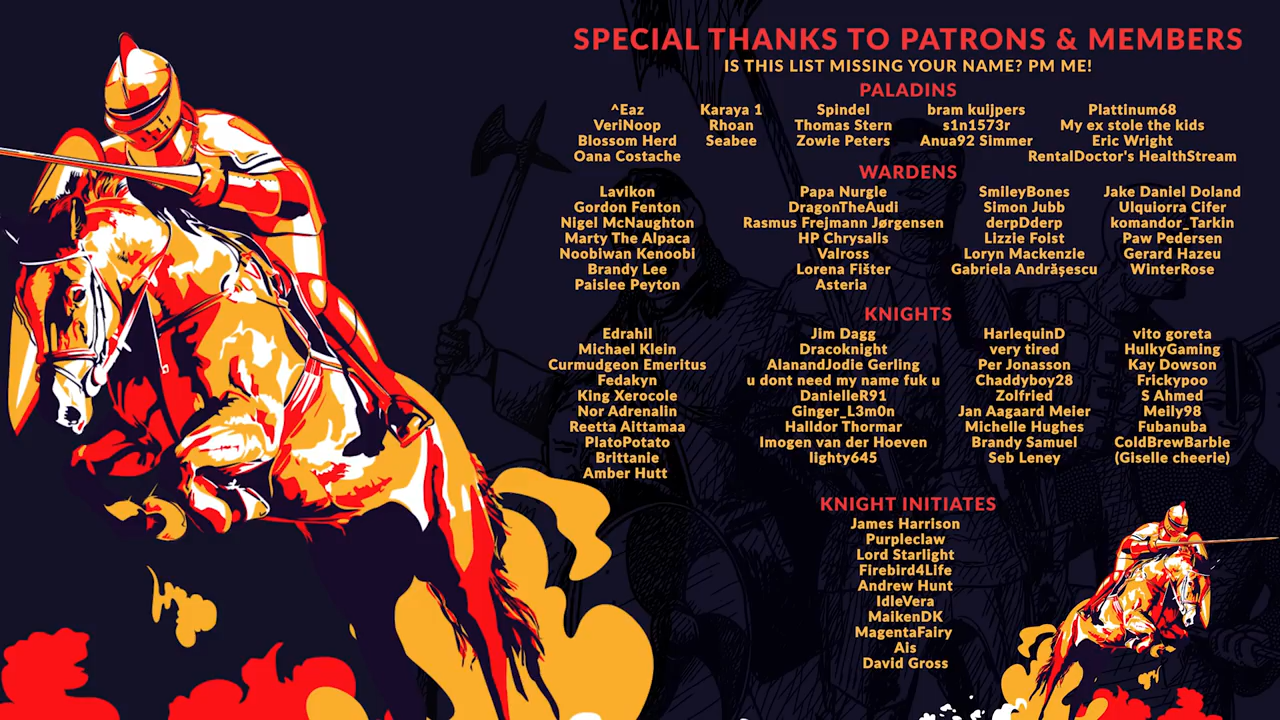 SPECIAL THANKS TO PATRONS & MEMBERS
IS THIS LIST MISSING YOUR NAME? PM ME!
PALADINS
^Eaz Karaya 1 Spindel bram kuijpers Plattinum68
VeriNoop Rhoan Thomas Stern s1n1573r My ex stole the kids
Blossom Herd Seabee Zowie Peters Anua92 Simmer Eric Wright
Oana Costache RentalDoctor's HealthStream
WARDENS
Lavikon Papa Nurgle SmileyBones Jake Daniel Doland
Gordon Fenton DragonTheAudi Simon Jubb Ulquiorra Cifer
Nigel McNaughton Rasmus Frejmann Jørgensen derpDderp komandor_Tarkin
Marty The Alpaca HP Chrysalis Lizzie Foist Paw Pedersen
Noobiwan Kenoobi Valross Loryn Mackenzie Gerard Hazeu
Brandy Lee Lorena Fišter Gabriela Andrășescu WinterRose
Paislee Peyton Asteria
KNIGHTS
Edrahil Jim Dagg HarlequinD vito goreta
Michael Klein Dracoknight very tired HulkyGaming
Curmudgeon Emeritus AlanandJodie Gerling Per Jonasson Kay Dowson
Fedakyn u dont need my name fuk u Chaddyboy28 Frickypoo
King Xerocole DanielleR91 Zolfried S Ahmed
Nor Adrenalin Ginger_L3m0n Jan Aagaard Meier Meily98
Reetta Aittamaa Halldor Thormar Michelle Hughes Fubanuba
PlatoPotato Imogen van der Hoeven Brandy Samuel ColdBrewBarbie
Brittanie lighty645 Seb Leney (Giselle cheerie)
Amber Hutt
KNIGHT INITIATES
James Harrison
Purpleclaw
Lord Starlight
Firebird4Life
Andrew Hunt
IdleVera
MaikenDK
MagentaFairy
Ais
David Gross